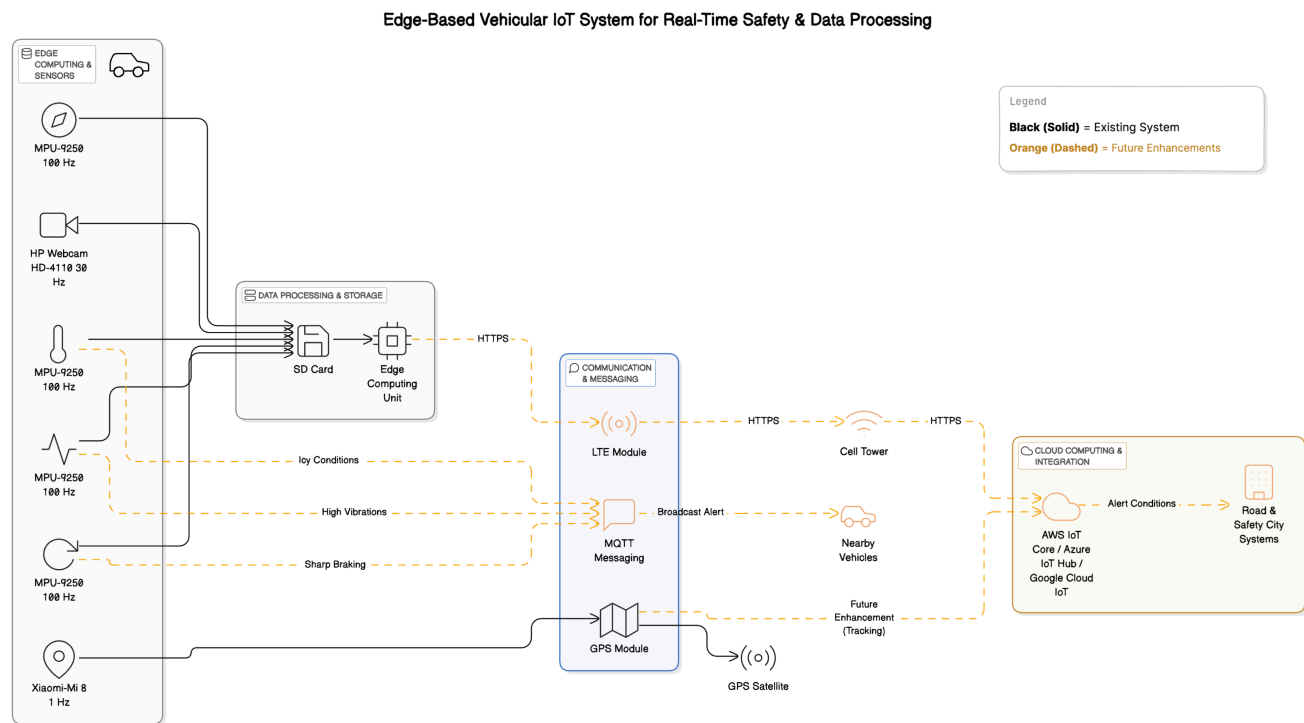 Edge-Based Vehicular IoT System for Real-Time Safety & Data Processing
EDGE
COMPUTING &
SENSORS
MPU-9250
100 Hz
HP Webcam
HD-4110 30
Hz
MPU-9250
100 Hz
MPU-9250
100 Hz
MPU-9250
100 Hz
Xiaomi-Mi 8
1 Hz
DATA PROCESSING & STORAGE
SD Card
Edge
Computing
Unit
HTTPS
Icy Conditions
High Vibrations
Sharp Braking
COMMUNICATION
& MESSAGING
LTE Module
MQTT
Messaging
GPS Module
HTTPS
Broadcast Alert
Future
Enhancement
(Tracking)
GPS Satellite
Cell Tower
Nearby
Vehicles
HTTPS
Legend
Black (Solid) = Existing System
Orange (Dashed) = Future Enhancements
CLOUD COMPUTING &
INTEGRATION
AWS IoT
Core / Azure
IoT Hub /
Google Cloud
IoT
Alert Conditions
Road &
Safety City
Systems